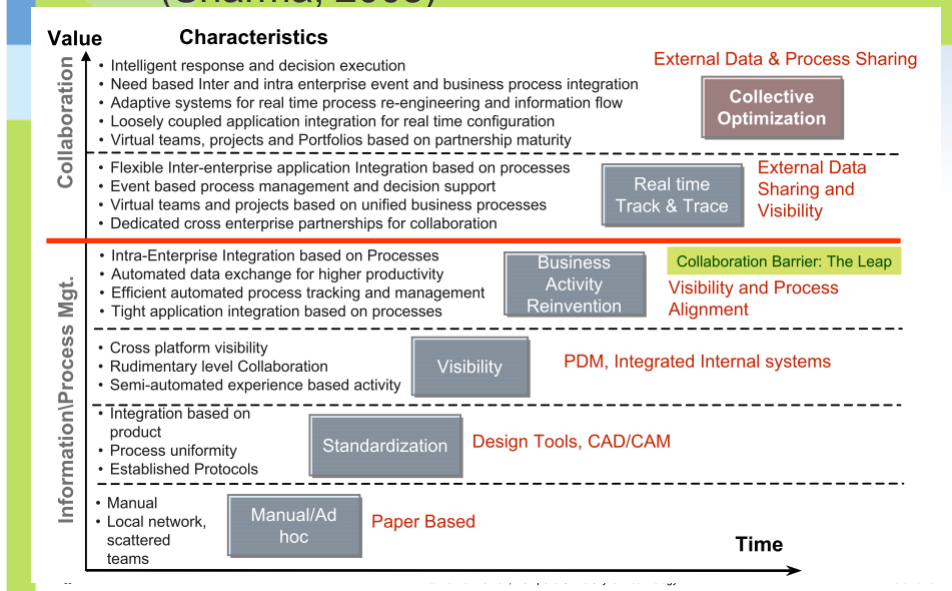 (Sharma, 2005)
Value
Characteristics
Collaboration
• Intelligent response and decision execution
• Need based Inter and intra enterprise event and business process integration
• Adaptive systems for real time process re-engineering and information flow
• Loosely coupled application integration for real time configuration
• Virtual teams, projects and Portfolios based on partnership maturity
External Data & Process Sharing
Collective
Optimization
• Flexible Inter-enterprise application Integration based on processes
• Event based process management and decision support
• Virtual teams and projects based on unified business processes
• Dedicated cross enterprise partnerships for collaboration
Real time
Track & Trace
External Data
Sharing and
Visibility
Information\Process Mgt.
• Intra-Enterprise Integration based on Processes
• Automated data exchange for higher productivity
• Efficient automated process tracking and management
• Tight application integration based on processes
Business
Activity
Reinvention
Collaboration Barrier: The Leap
Visibility and Process
Alignment
• Cross platform visibility
• Rudimentary level Collaboration
• Semi-automated experience based activity
Visibility
PDM, Integrated Internal systems
• Integration based on
product
• Process uniformity
• Established Protocols
Standardization
Design Tools, CAD/CAM
• Manual
• Local network,
scattered
teams
Manual/Ad
hoc
Paper Based
Time